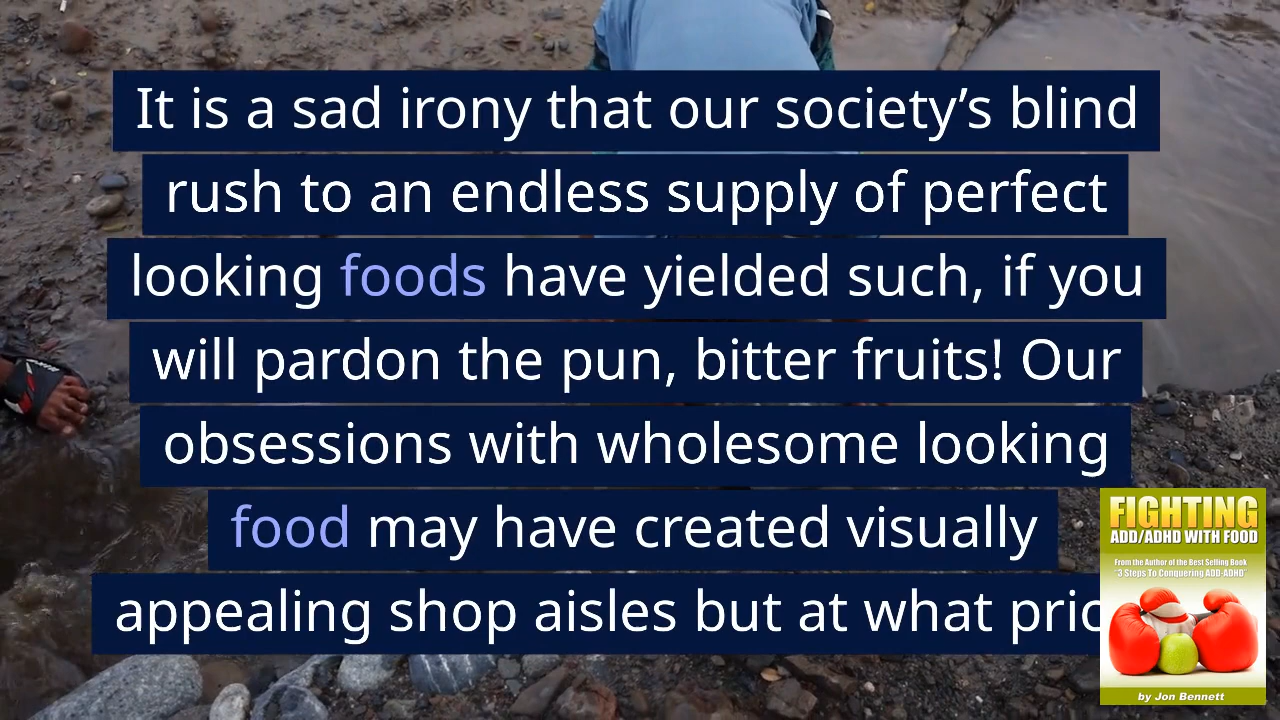 It is a sad irony that our society’s blind
rush to an endless supply of perfect
looking foods have yielded such, if you
will pardon the pun, bitter fruits! Our
obsessions with wholesome looking
food may have created visually
appealing shop aisles but at what pric
FIGHTING
ADD/ADHD WITH FOOD
From the Author of the Best Selling Book
"3 Steps To Conquering ADD-ADHD"
by Jon Bennett